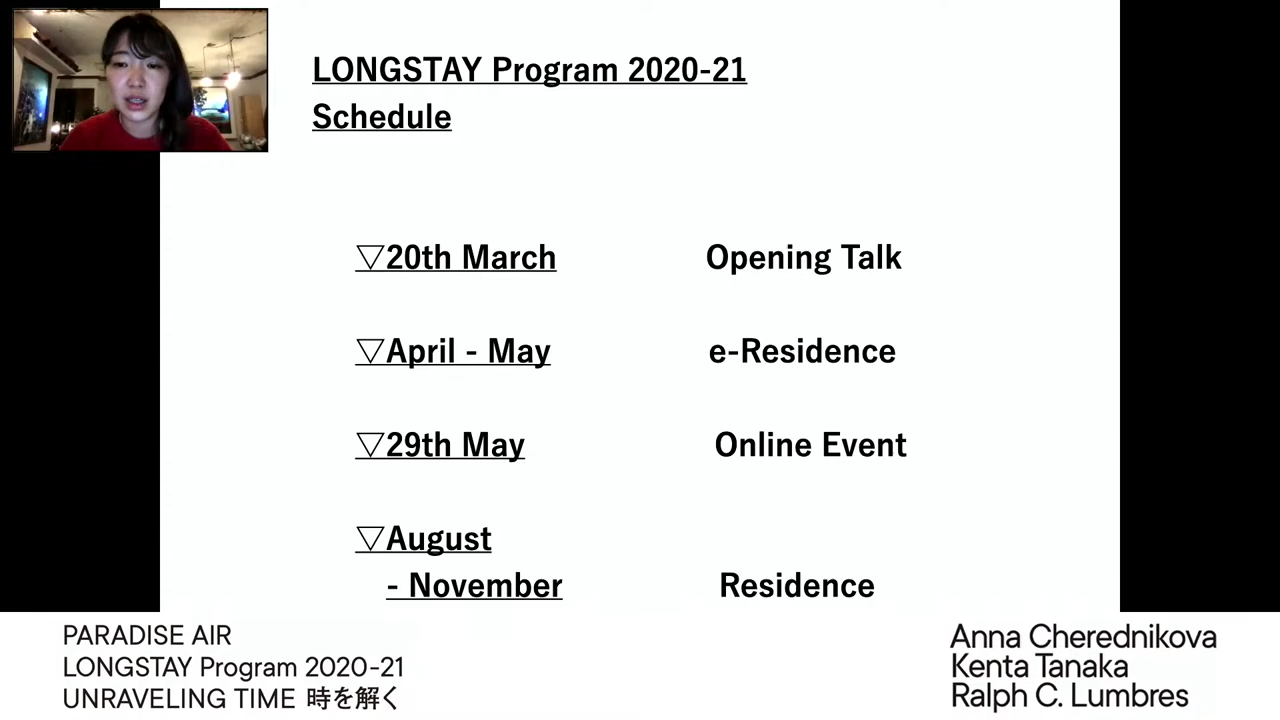 LONGSTAY Program 2020-21
Schedule
▽20th March Opening Talk
▽April - May e-Residence
▽29th May Online Event
▽August
- November Residence
PARADISE AIR
LONGSTAY Program 2020-21
UNRAVELING TIME 時を解く
Anna Cherednikova
Kenta Tanaka
Ralph C. Lumbres